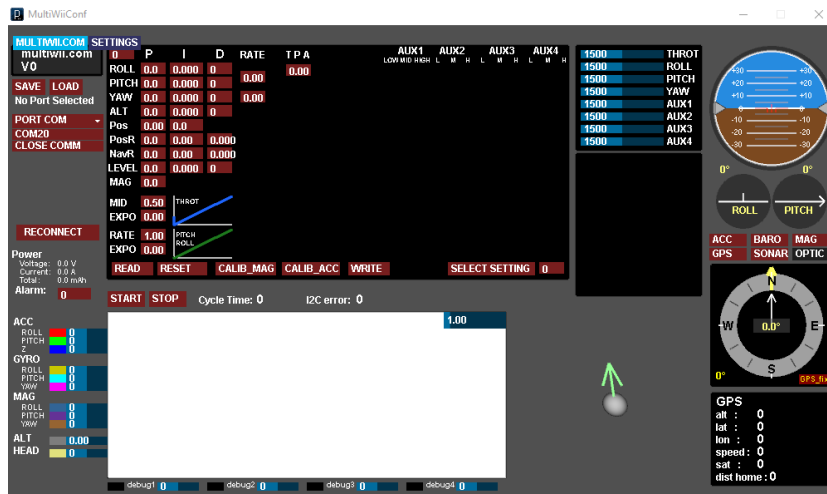 MultiWiiConf
MULTIWII.COM SETTINGS
multiwii.com
V0
SAVE LOAD
No Port Selected
PORT COM
COM20
CLOSE COMM
RECONNECT
Power
Voltage: 0.0 V
Current: 0.0 A
Total: 0.0 mAh
Alarm: 0
0 P I D RATE T P A
ROLL 0.0 0.000 0 0.00
PITCH 0.0 0.000 0 0.00
YAW 0.0 0.000 0 0.00
ALT 0.0 0.000 0
Pos 0.00 0.0
PosR 0.0 0.00 0.000
NavR 0.0 0.00 0.000
LEVEL 0.0 0.000 0
MAG 0.0
MID 0.50 THROT
EXPO 0.00
RATE 1.00 PITCH
ROLL
EXPO 0.00
AUX1 AUX2 AUX3 AUX4
LOW MID HIGH L M H L M H L M H
READ RESET CALIB_MAG CALIB_ACC WRITE SELECT SETTING 0
1500 THROT
1500 ROLL
1500 PITCH
1500 YAW
1500 AUX1
1500 AUX2
1500 AUX3
1500 AUX4
+30 +30
+20 +20
+10 +10
-10 -10
-20 -20
-30 -30
0° 0°
ROLL PITCH
ACC BARO MAG
GPS SONAR OPTIC
N
W 0.0° E
S
0° GPS_fix
GPS
alt : 0
lat : 0
lon : 0
speed : 0
sat : 0
dist home : 0
START STOP Cycle Time: 0 I2C error: 0
1.00
ACC
ROLL 0
PITCH 0
Z 0
GYRO
ROLL 0
PITCH 0
YAW 0
MAG
ROLL 0
PITCH 0
YAW 0
ALT 0.00
HEAD 0
debug1 0 debug2 0 debug3 0 debug4 0